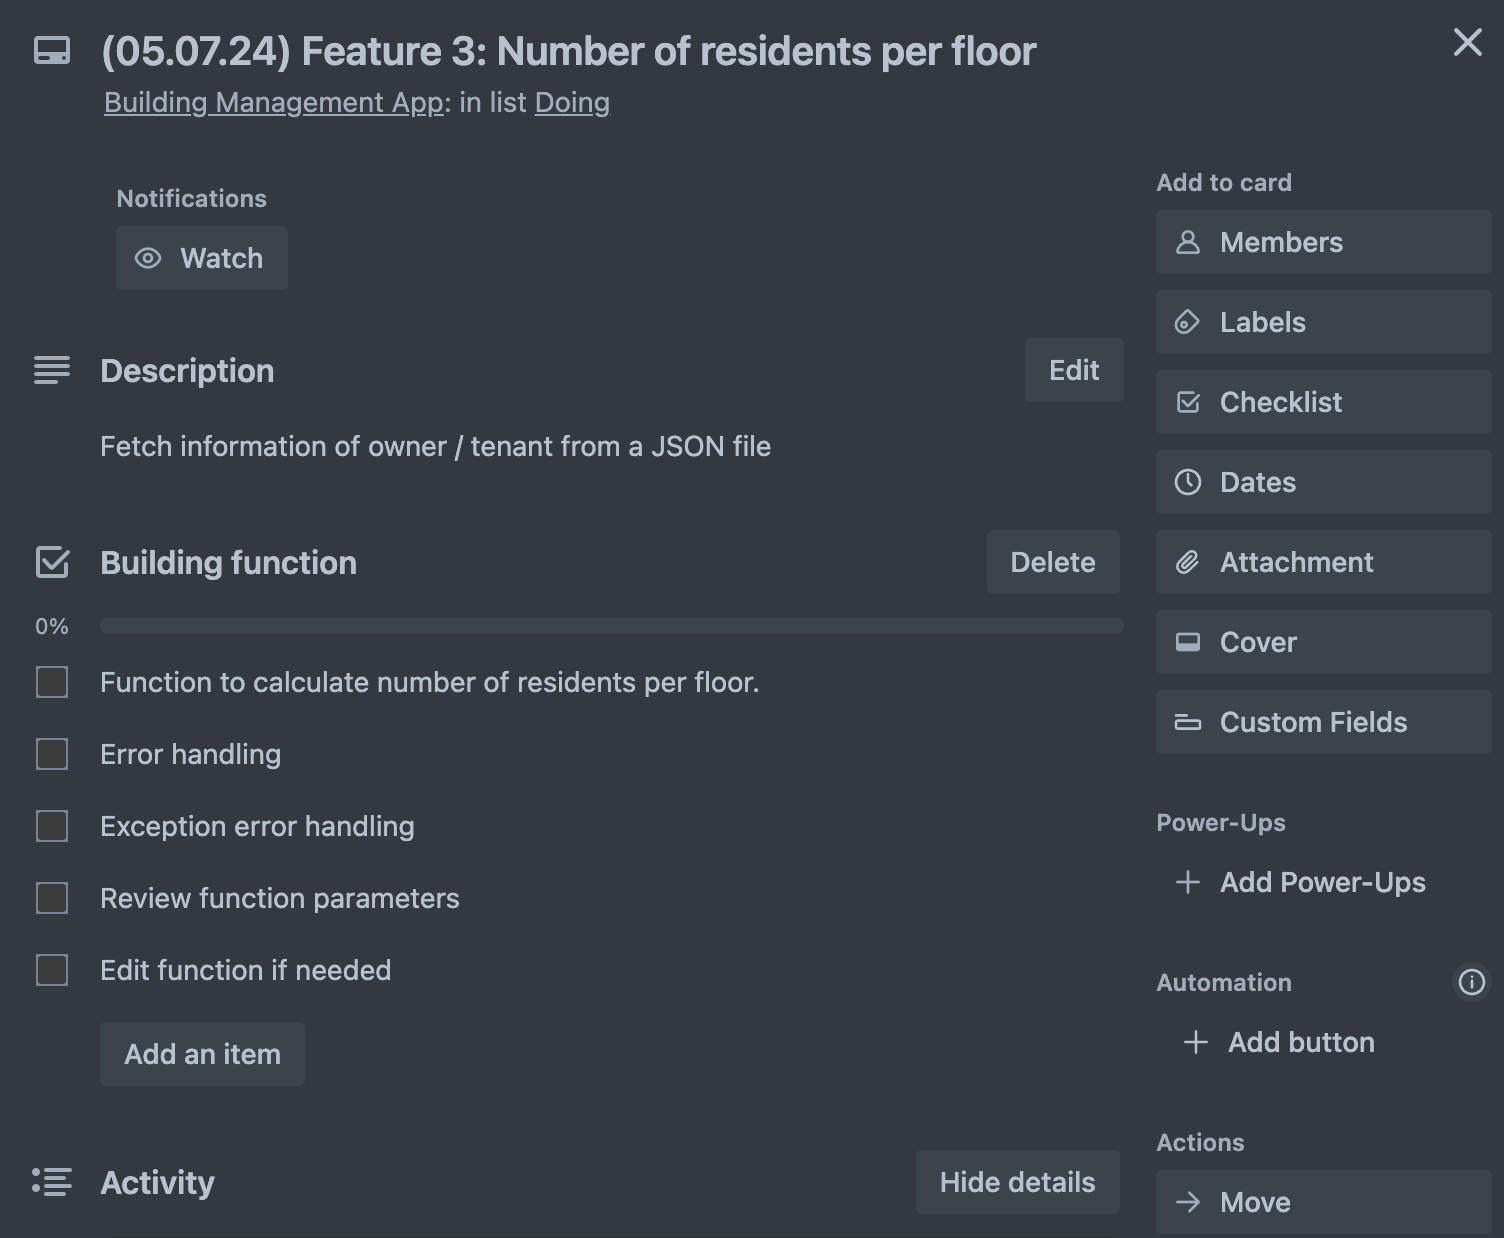 (05.07.24) Feature 3: Number of residents per floor
Building Management App: in list Doing
Notifications
Watch
Description
Edit
Fetch information of owner / tenant from a JSON file
Building function
Delete
0%
Function to calculate number of residents per floor.
Error handling
Exception error handling
Review function parameters
Edit function if needed
Add an item
Activity
Hide details
Add to card
Members
Labels
Checklist
Dates
Attachment
Cover
Custom Fields
Power-Ups
Add Power-Ups
Automation
Add button
Actions
Move